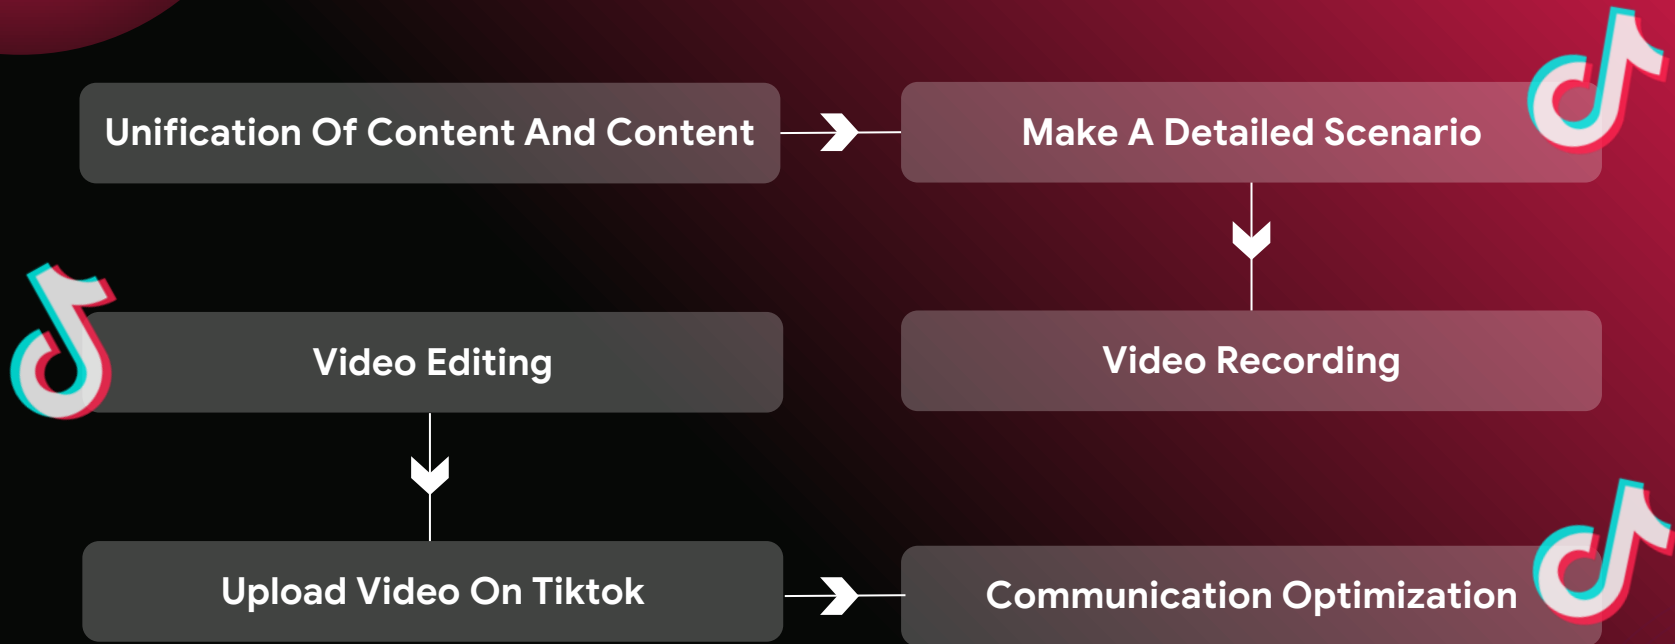 Unification Of Content And Content
Make A Detailed Scenario
Video Editing
Video Recording
Upload Video On Tiktok
Communication Optimization